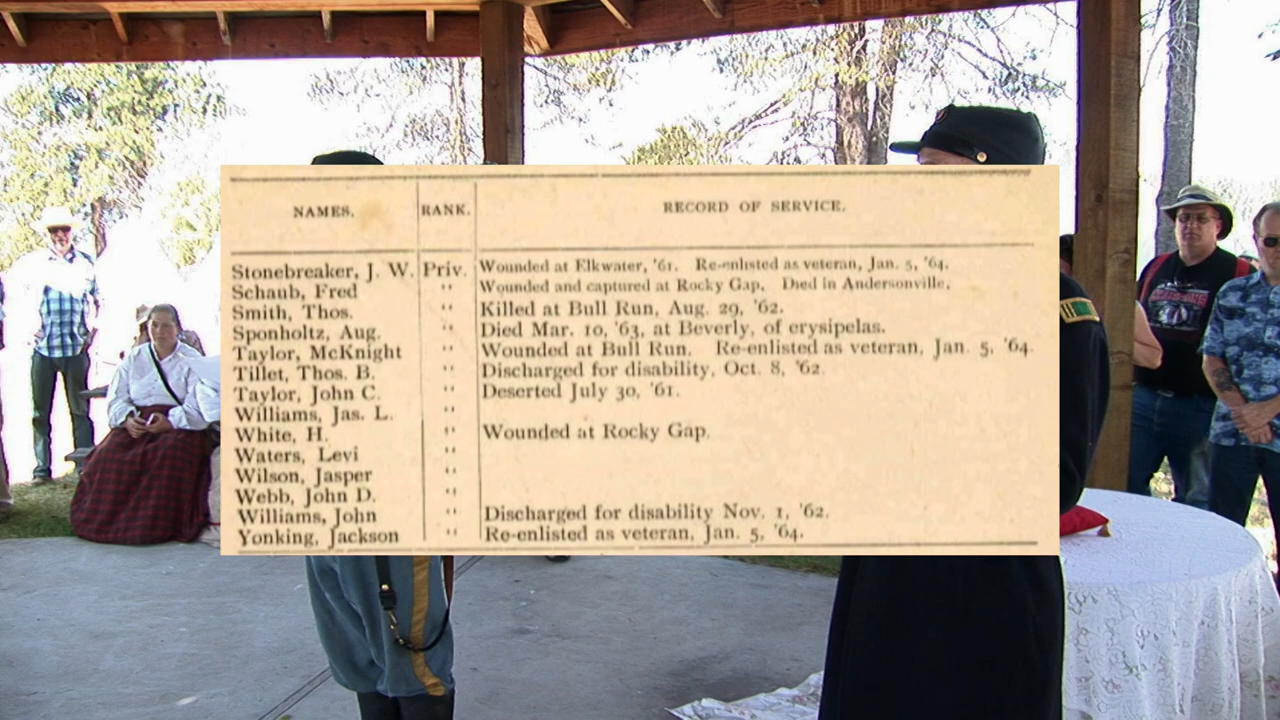 NAMES. RANK. RECORD OF SERVICE.
Stonebreaker, J. W. Priv. Wounded at Elkwater, '61. Re-enlisted as veteran, Jan. 5, '64.
Schaub, Fred " Wounded and captured at Rocky Gap. Died in Andersonville.
Smith, Thos. " Killed at Bull Run, Aug. 29, '62.
Sponholtz, Aug. " Died Mar. 10, '63, at Beverly, of erysipelas.
Taylor, McKnight " Wounded at Bull Run. Re-enlisted as veteran, Jan. 5, '64.
Tillet, Thos. B. " Discharged for disability, Oct. 8, '62.
Taylor, John C. " Deserted July 30, '61.
Williams, Jas. L. "
White, H. " Wounded at Rocky Gap.
Waters, Levi "
Wilson, Jasper "
Webb, John D. "
Williams, John " Discharged for disability Nov. 1, '62.
Yonking, Jackson " Re-enlisted as veteran, Jan. 5, '64.